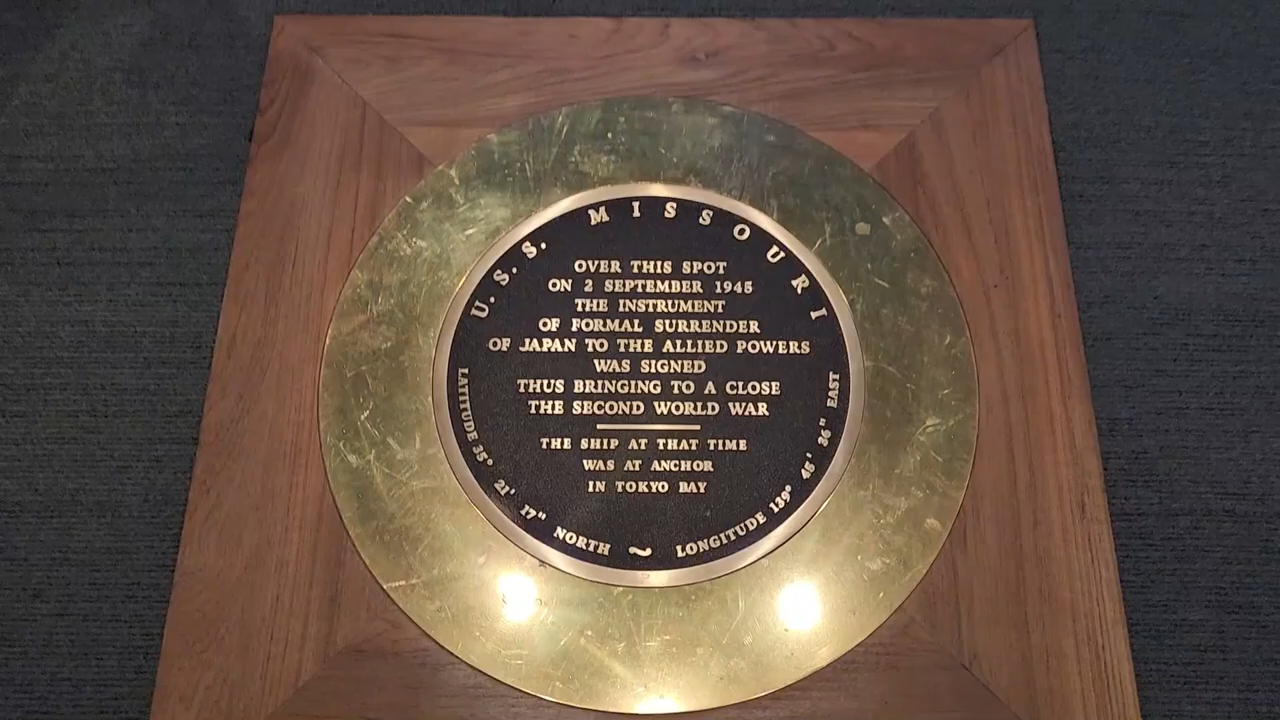 U.S.S. MISSOURI
OVER THIS SPOT
ON 2 SEPTEMBER 1945
THE INSTRUMENT
OF FORMAL SURRENDER
OF JAPAN TO THE ALLIED POWERS
WAS SIGNED
THUS BRINGING TO A CLOSE
THE SECOND WORLD WAR
THE SHIP AT THAT TIME
WAS AT ANCHOR
IN TOKYO BAY
LATITUDE 35° 21' 17" NORTH ~ LONGITUDE 139° 45' 36" EAST